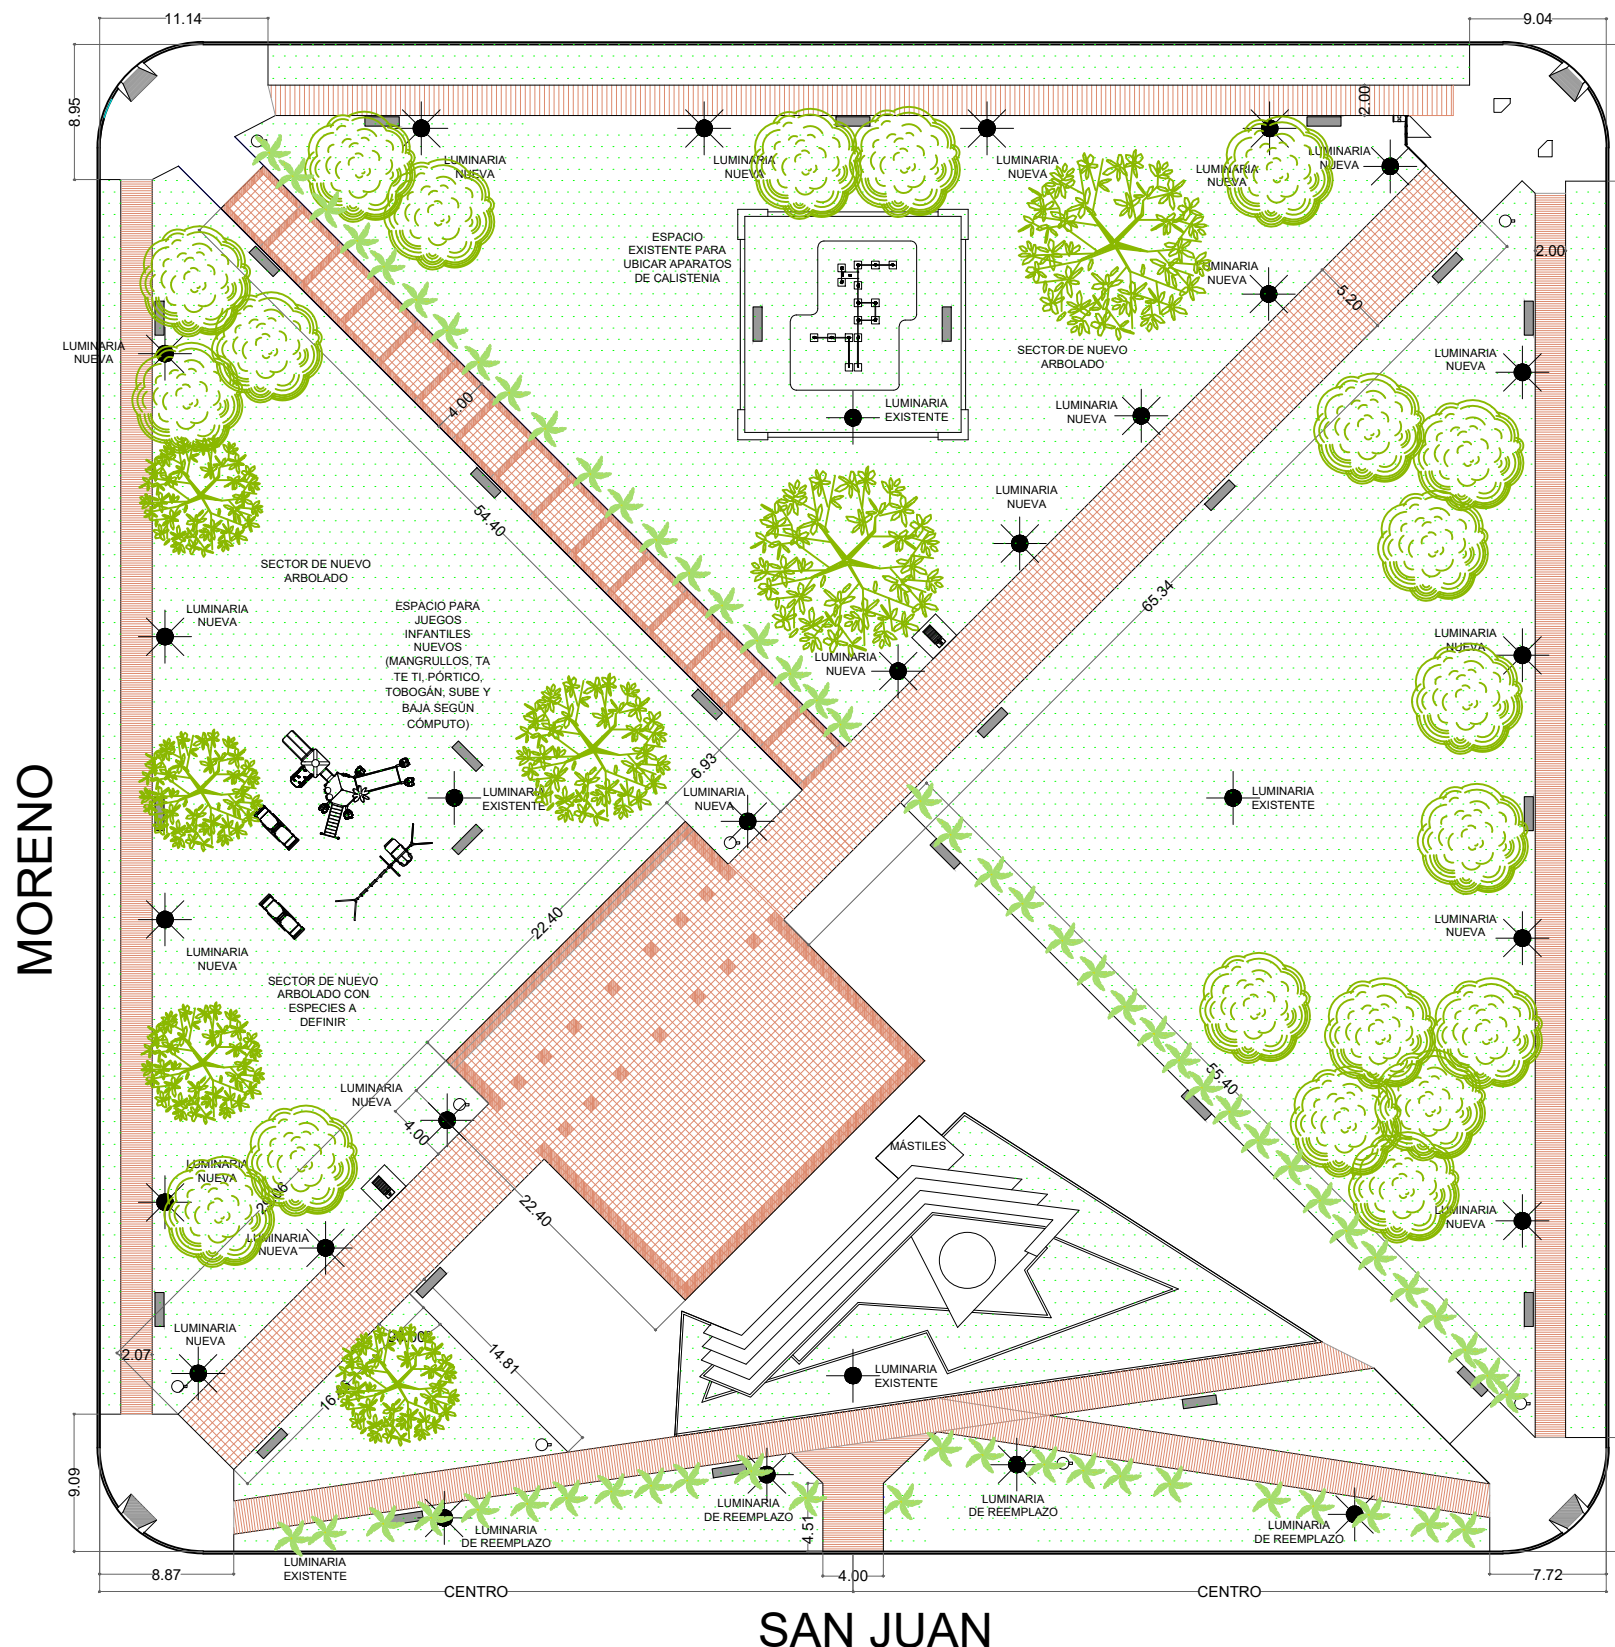 11.14
9.04
8.95
2.00
LUMINARIA
NUEVA
LUMINARIA
NUEVA
LUMINARIA
NUEVA
LUMINARIA
NUEVA
LUMINARIA
NUEVA
ESPACIO
EXISTENTE PARA
UBICAR APARATOS
DE CALISTENIA
2.00
LUMINARIA
NUEVA
5.20
LUMINARIA
NUEVA
SECTOR DE NUEVO
ARBOLADO
LUMINARIA
NUEVA
4.00
LUMINARIA
EXISTENTE
LUMINARIA
NUEVA
LUMINARIA
NUEVA
54.40
SECTOR DE NUEVO
ARBOLADO
65.34
LUMINARIA
NUEVA
ESPACIO PARA
JUEGOS
INFANTILES
NUEVOS
(MANGRULLOS, TA
TE TI, PÓRTICO,
TOBOGÁN, SUBE Y
BAJA SEGÚN
CÓMPUTO)
LUMINARIA
NUEVA
LUMINARIA
NUEVA
6.93
LUMINARIA
EXISTENTE
LUMINARIA
NUEVA
LUMINARIA
EXISTENTE
MORENO
22.40
LUMINARIA
NUEVA
LUMINARIA
NUEVA
SECTOR DE NUEVO
ARBOLADO CON
ESPECIES A
DEFINIR
55.40
LUMINARIA
NUEVA
4.00
MÁSTILES
LUMINARIA
NUEVA
22.40
LUMINARIA
NUEVA
LUMINARIA
NUEVA
LUMINARIA
NUEVA
2.07
14.81
LUMINARIA
EXISTENTE
9.09
LUMINARIA
DE REEMPLAZO
LUMINARIA
DE REEMPLAZO
LUMINARIA
DE REEMPLAZO
LUMINARIA
DE REEMPLAZO
4.51
LUMINARIA
EXISTENTE
8.87
4.00
7.72
CENTRO
CENTRO
SAN JUAN